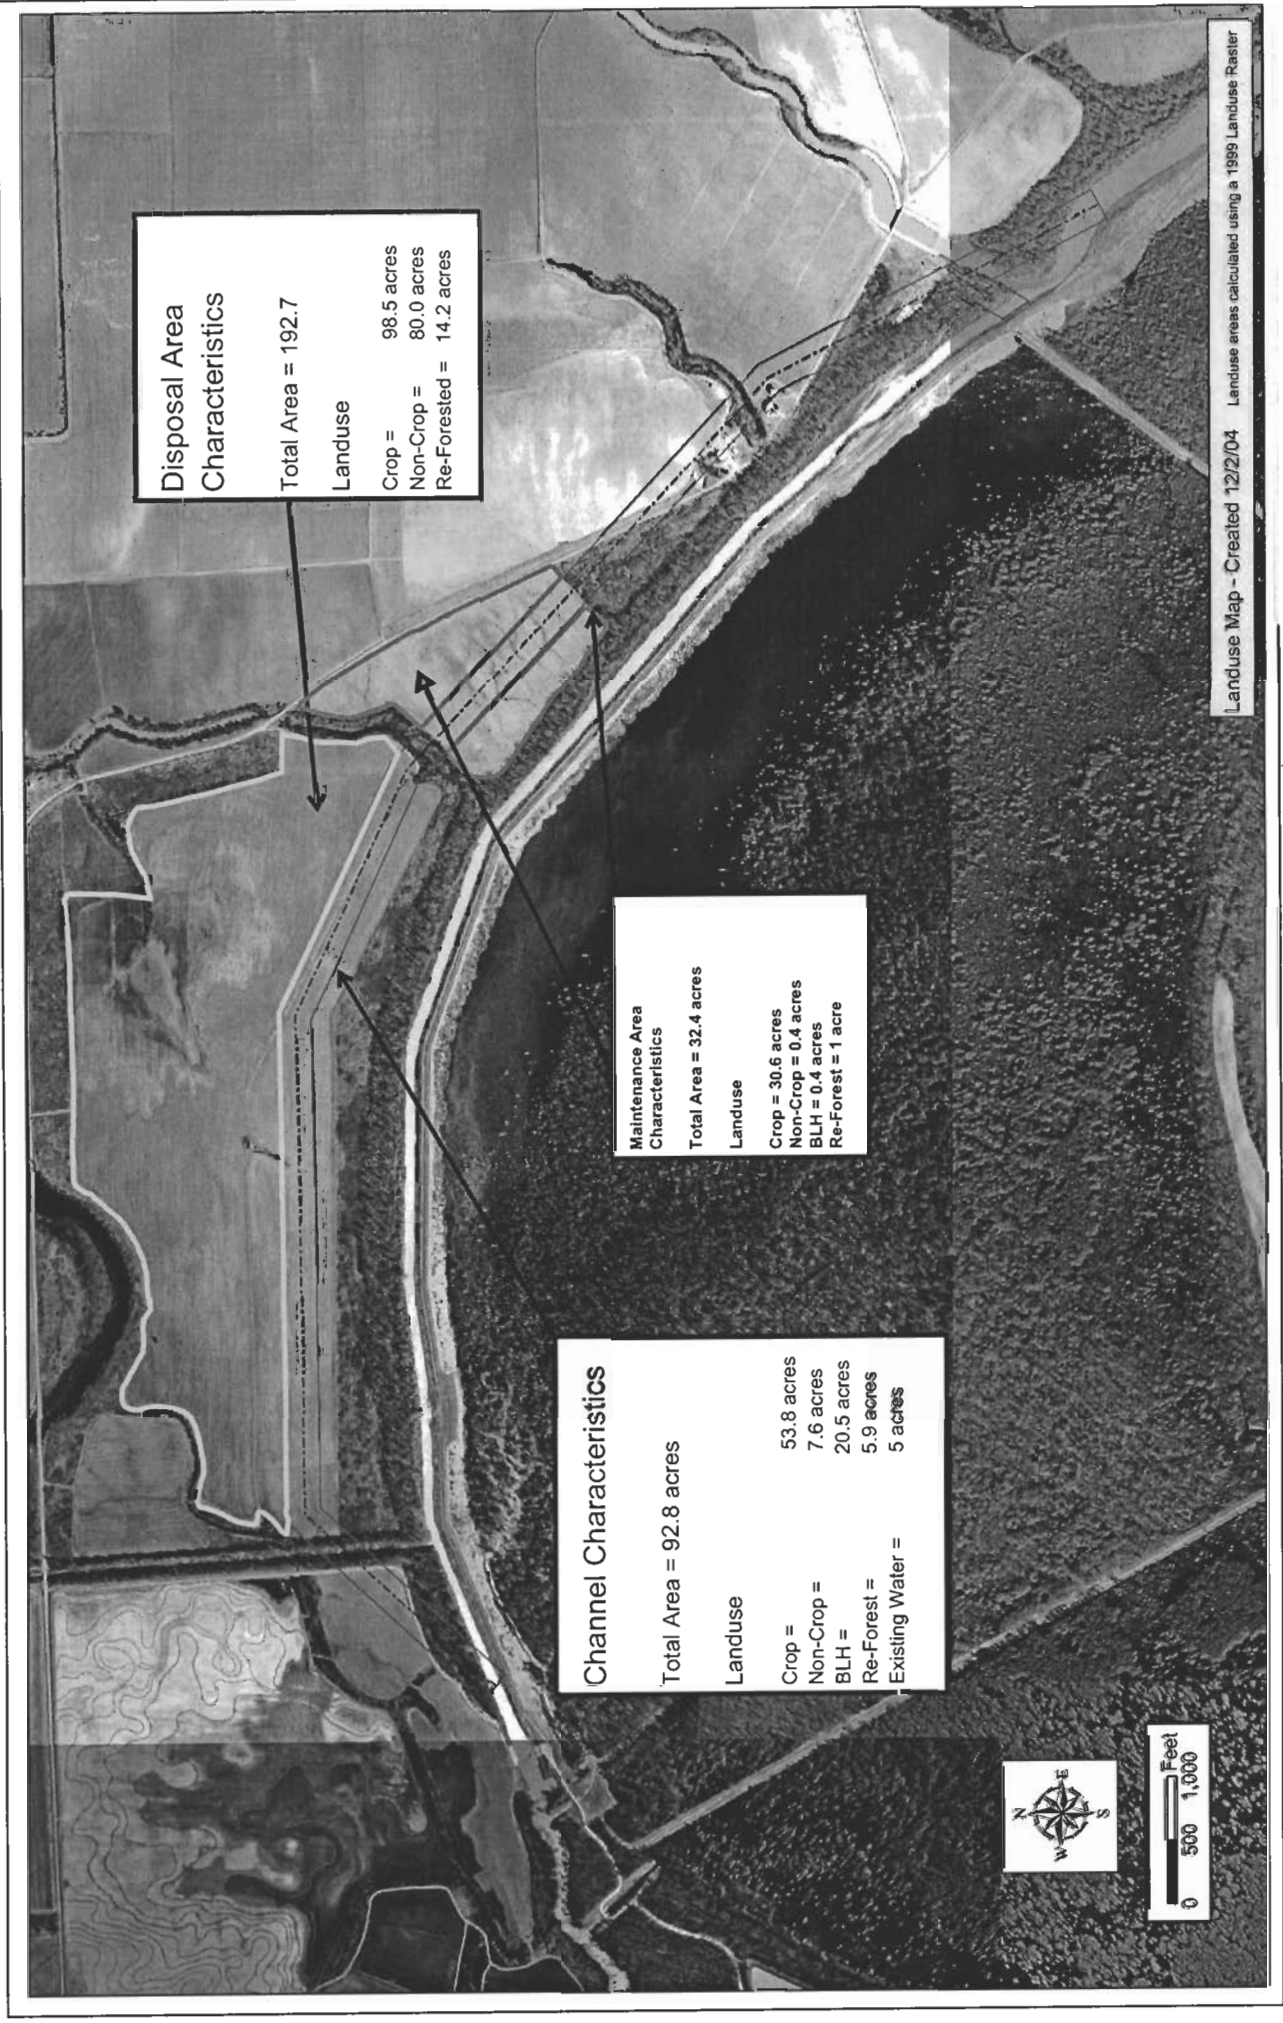 Disposal Area
Characteristics
Total Area = 192.7
Landuse
Crop = 98.5 acres
Non-Crop = 80.0 acres
Re-Forested = 14.2 acres
Maintenance Area
Characteristics
Total Area = 32.4 acres
Landuse
Crop = 30.6 acres
Non-Crop = 0.4 acres
BLH = 0.4 acres
Re-Forest = 1 acre
Channel Characteristics
Total Area = 92.8 acres
Landuse
Crop = 53.8 acres
Non-Crop = 7.6 acres
BLH = 20.5 acres
Re-Forest = 5.9 acres
Existing Water = 5 acres
N
W E
S
Feet
0 500 1,000
Landuse Map - Created 12/2/04 Landuse areas calculated using a 1999 Landuse Raster